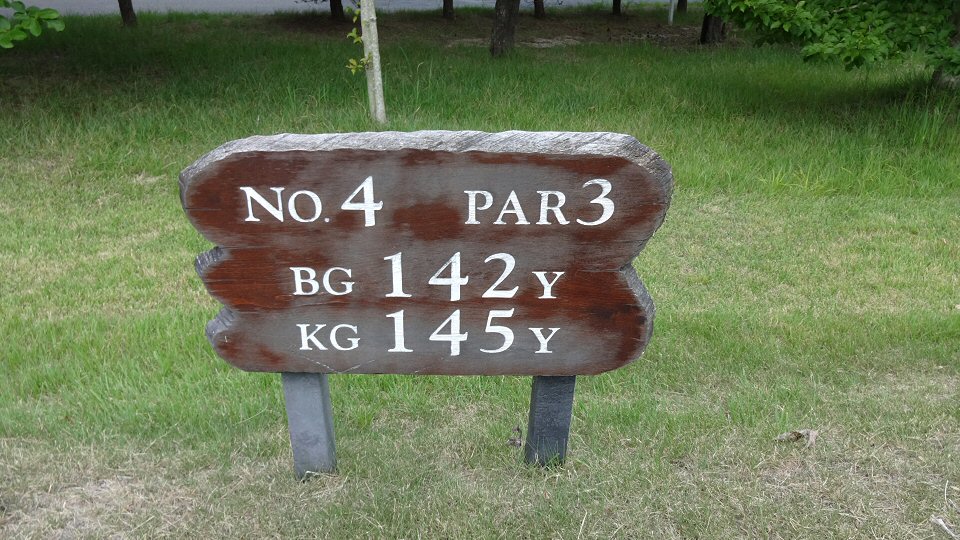 NO. 4 PAR 3
BG 142 Y
KG 145 Y